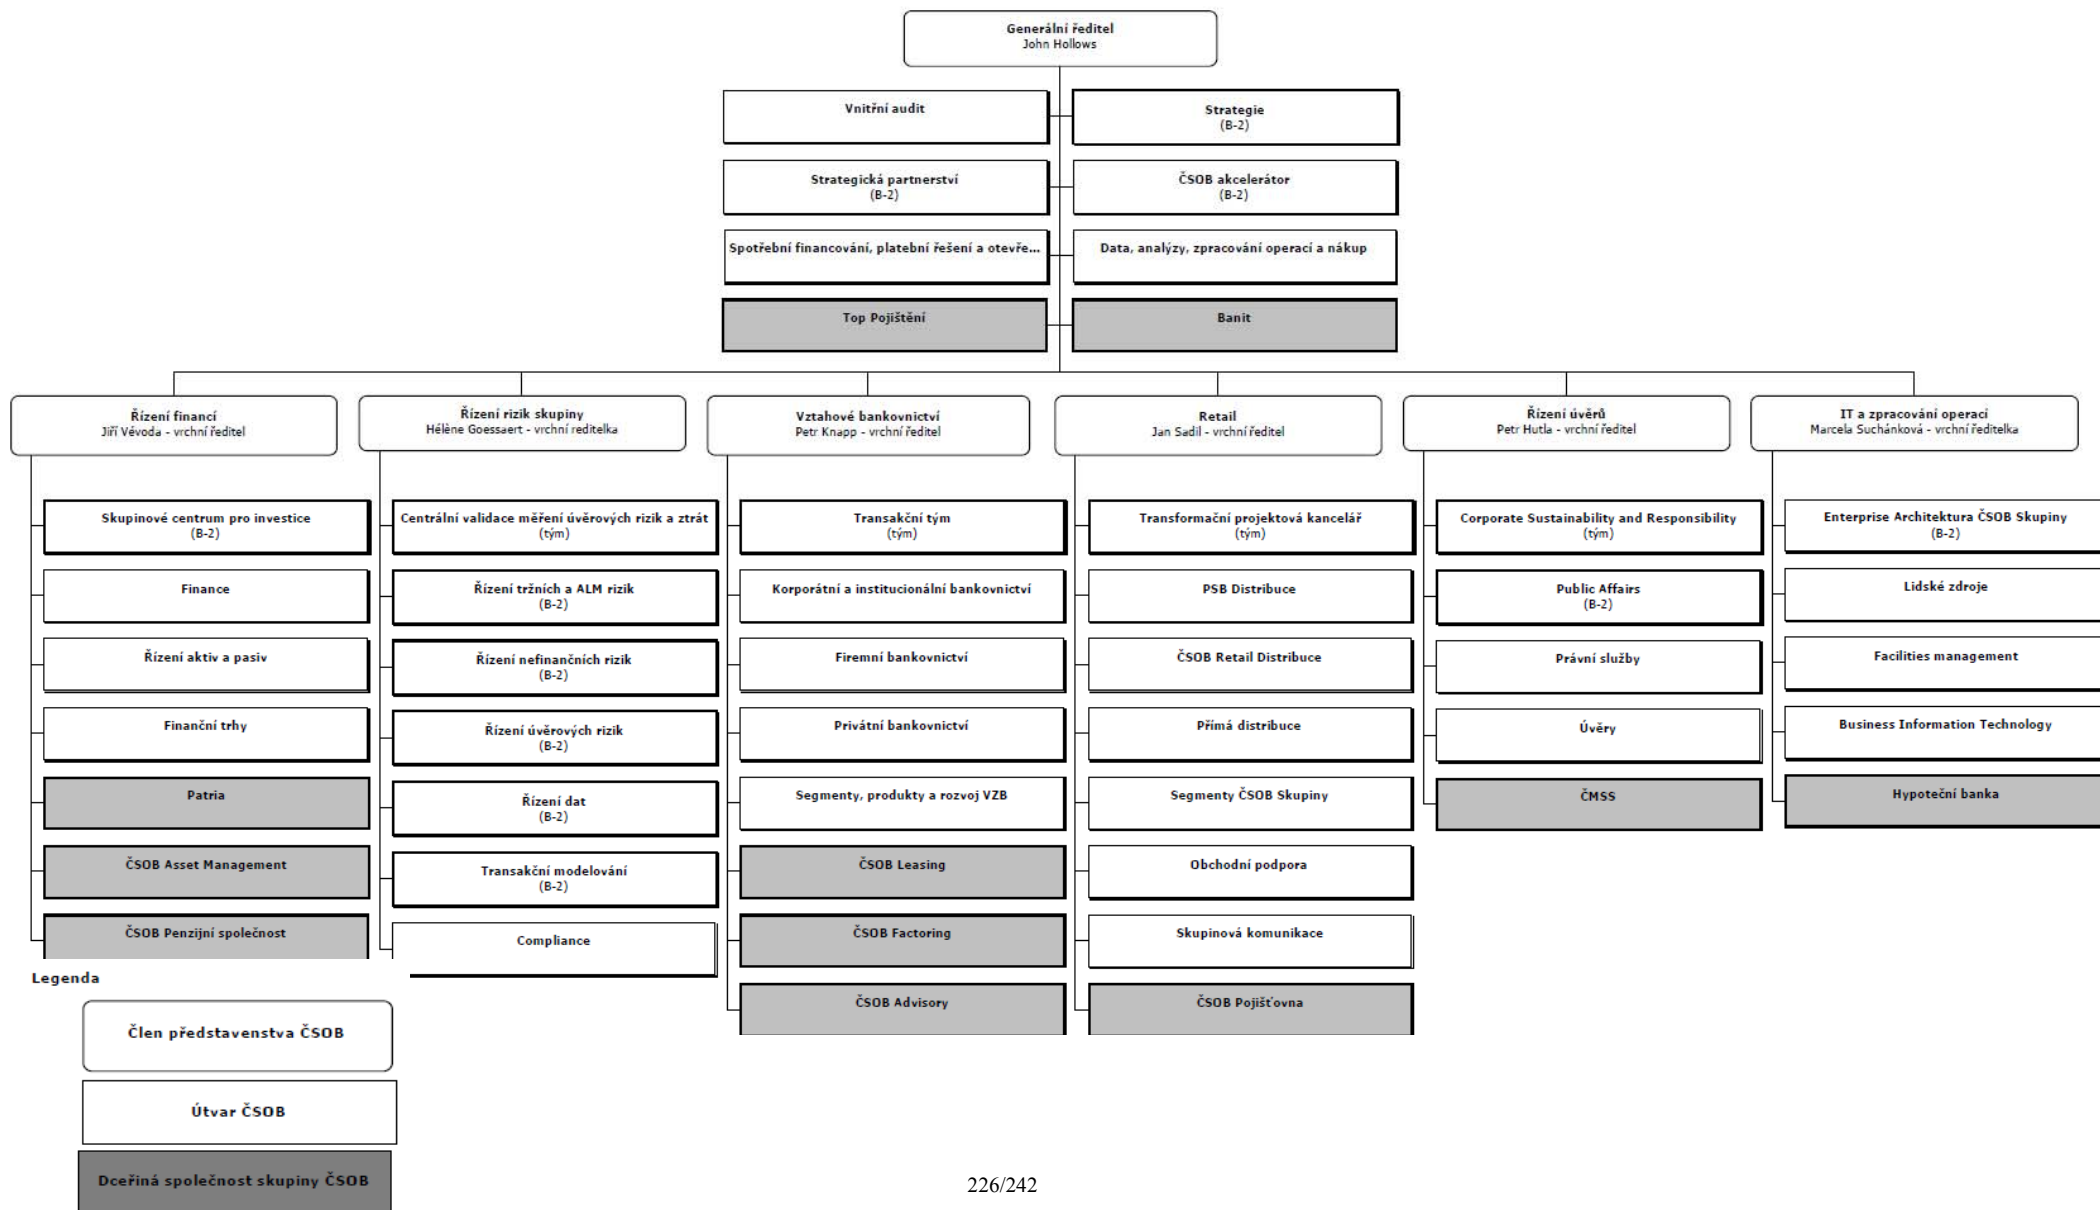 Generální ředitel
John Hollows
Vnitřní audit
Strategie
(B-2)
Strategická partnerství
(B-2)
ČSOB akcelerátor
(B-2)
Spotřební financování, platební řešení a otevře...
Data, analýzy, zpracování operací a nákup
Top Pojištění
Banit
Řízení financí
Jiří Vévoda - vrchní ředitel
Řízení rizik skupiny
Hélène Goessaert - vrchní reditelka
Vztahové bankovnictví
Petr Knapp - vrchní ředitel
Retail
Jan Sadil - vrchní ředitel
Řízení úvěrů
Petr Hutla - vrchní ředitel
IT a zpracování operací
Marcela Suchánková - vrchní ředitelka
Skupinové centrum pro investice
(B-2)
Finance
Řízení aktiv a pasiv
Finanční trhy
Patria
ČSOB Asset Management
ČSOB Penzijní společnost
Centrální validace měření úvěrových rizik a ztrát
(tým)
Řízení tržních a ALM rizik
(B-2)
Řízení nefinančních rizik
(B-2)
Řízení úvěrových rizik
(B-2)
Řízení dat
(B-2)
Transakční modelování
(B-2)
Compliance
Transakční tým
(tým)
Korporátní a institucionální bankovnictví
Firemní bankovnictví
Privátní bankovnictví
Segmenty, produkty a rozvoj VZB
ČSOB Leasing
ČSOB Factoring
ČSOB Advisory
Transformační projektová kancelář
(tým)
PSB Distribuce
ČSOB Retail Distribuce
Přímá distribuce
Segmenty ČSOB Skupiny
Obchodní podpora
Skupinová komunikace
ČSOB Pojišťovna
Corporate Sustainability and Responsibility
(tým)
Public Affairs
(B-2)
Právní služby
Úvěry
ČMSS
Enterprise Architektura ČSOB Skupiny
(B-2)
Lidské zdroje
Facilities management
Business Information Technology
Hypoteční banka
Legenda
Člen představenstva ČSOB
Útvar ČSOB
Dceřiná společnost skupiny ČSOB
226/242